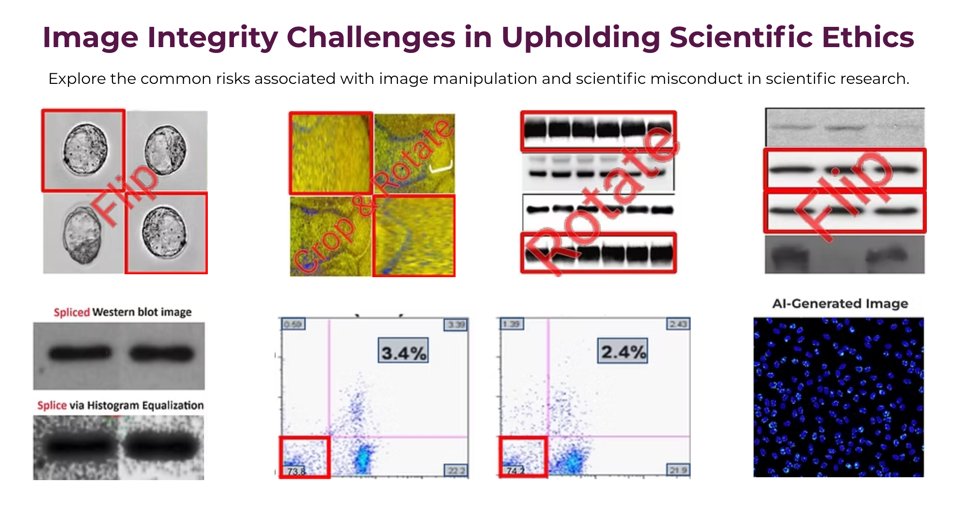 Image Integrity Challenges in Upholding Scientific Ethics
Explore the common risks associated with image manipulation and scientific misconduct in scientific research.
Flip
Crop & Rotate
Rotate
Flip
Spliced Western blot image
Splice via Histogram Equalization
0.59
3.39
3.4%
73.8
22.2
1.39
2.43
2.4%
74.2
21.9
AI-Generated Image